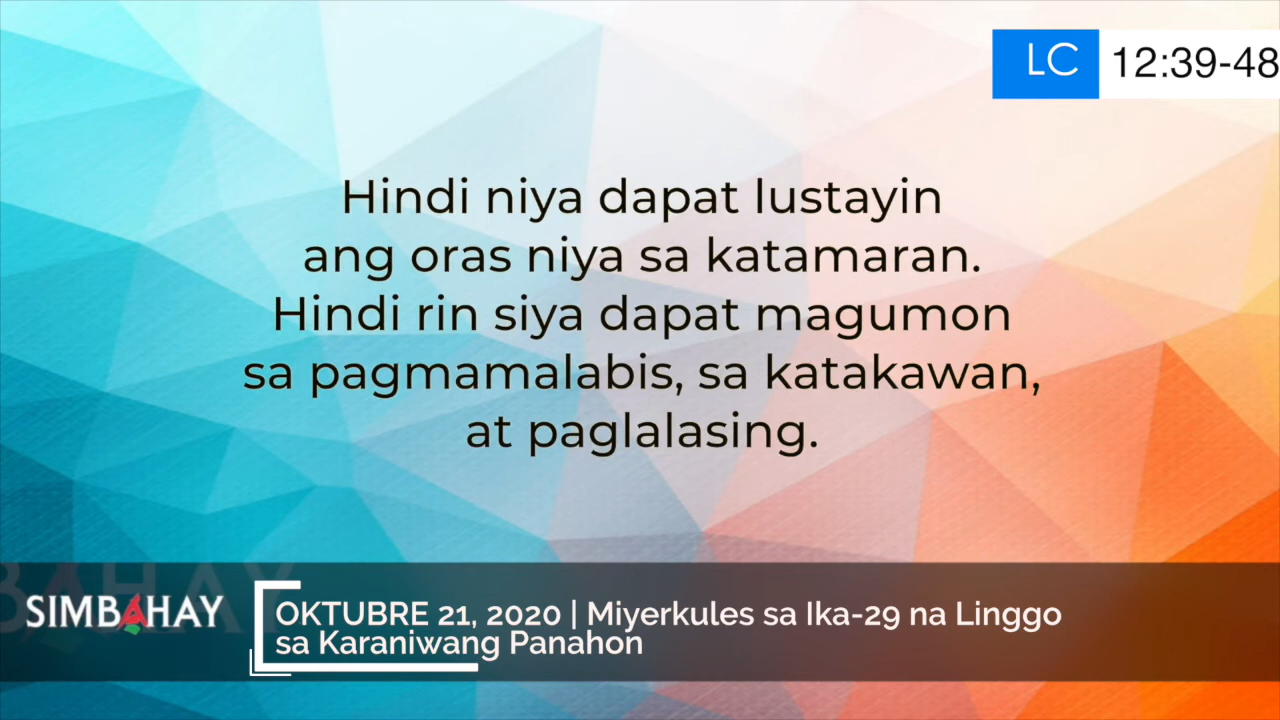 LC 12:39-48
Hindi niya dapat lustayin
ang oras niya sa katamaran.
Hindi rin siya dapat magumon
sa pagmamalabis, sa katakawan,
at paglalasing.
SIMBAHAY
OKTUBRE 21, 2020 | Miyerkules sa Ika-29 na Linggo
sa Karaniwang Panahon